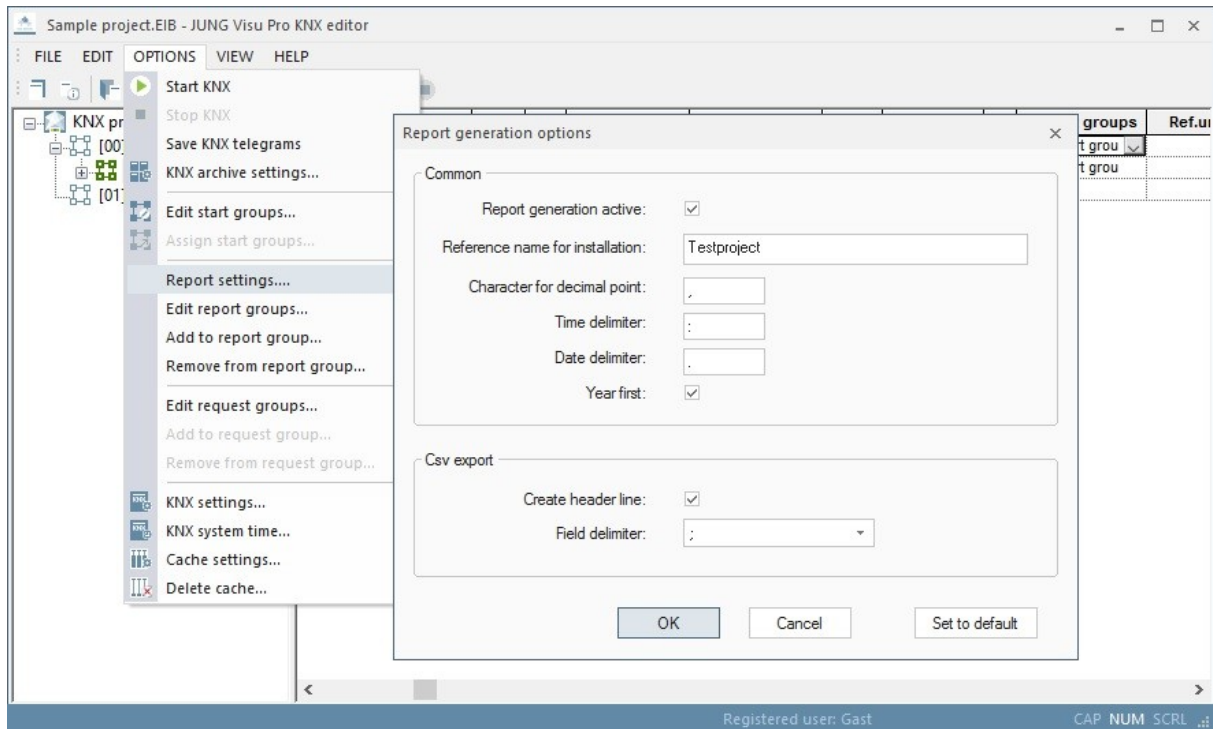 Sample project.EIB - JUNG Visu Pro KNX editor
FILE EDIT OPTIONS VIEW HELP
Start KNX
Stop KNX
Save KNX telegrams
KNX archive settings...
Edit start groups...
Assign start groups...
Report settings....
Edit report groups...
Add to report group...
Remove from report group...
Edit request groups...
Add to request group...
Remove from request group...
KNX settings...
KNX system time...
Cache settings...
Delete cache...
KNX pr
[00]
[01]
groups Ref.ur
t grou
t grou
Report generation options
Common
Report generation active:
Reference name for installation: Testproject
Character for decimal point: ,
Time delimiter: :
Date delimiter: .
Year first:
Csv export
Create header line:
Field delimiter: ;
OK Cancel Set to default
Registered user: Gast CAP NUM SCRL